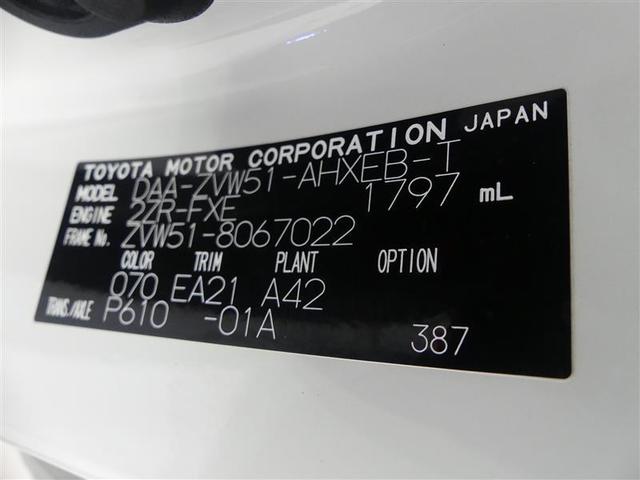 TOYOTA MOTOR CORPORATION JAPAN
MODEL DAA-ZVW51-AHXEB-T
ENGINE 2ZR-FXE 1797 mL
FRAME No. ZVW51-8067022
COLOR TRIM PLANT OPTION
070 EA21 A42
TRANS./AXLE P610 -01A
387